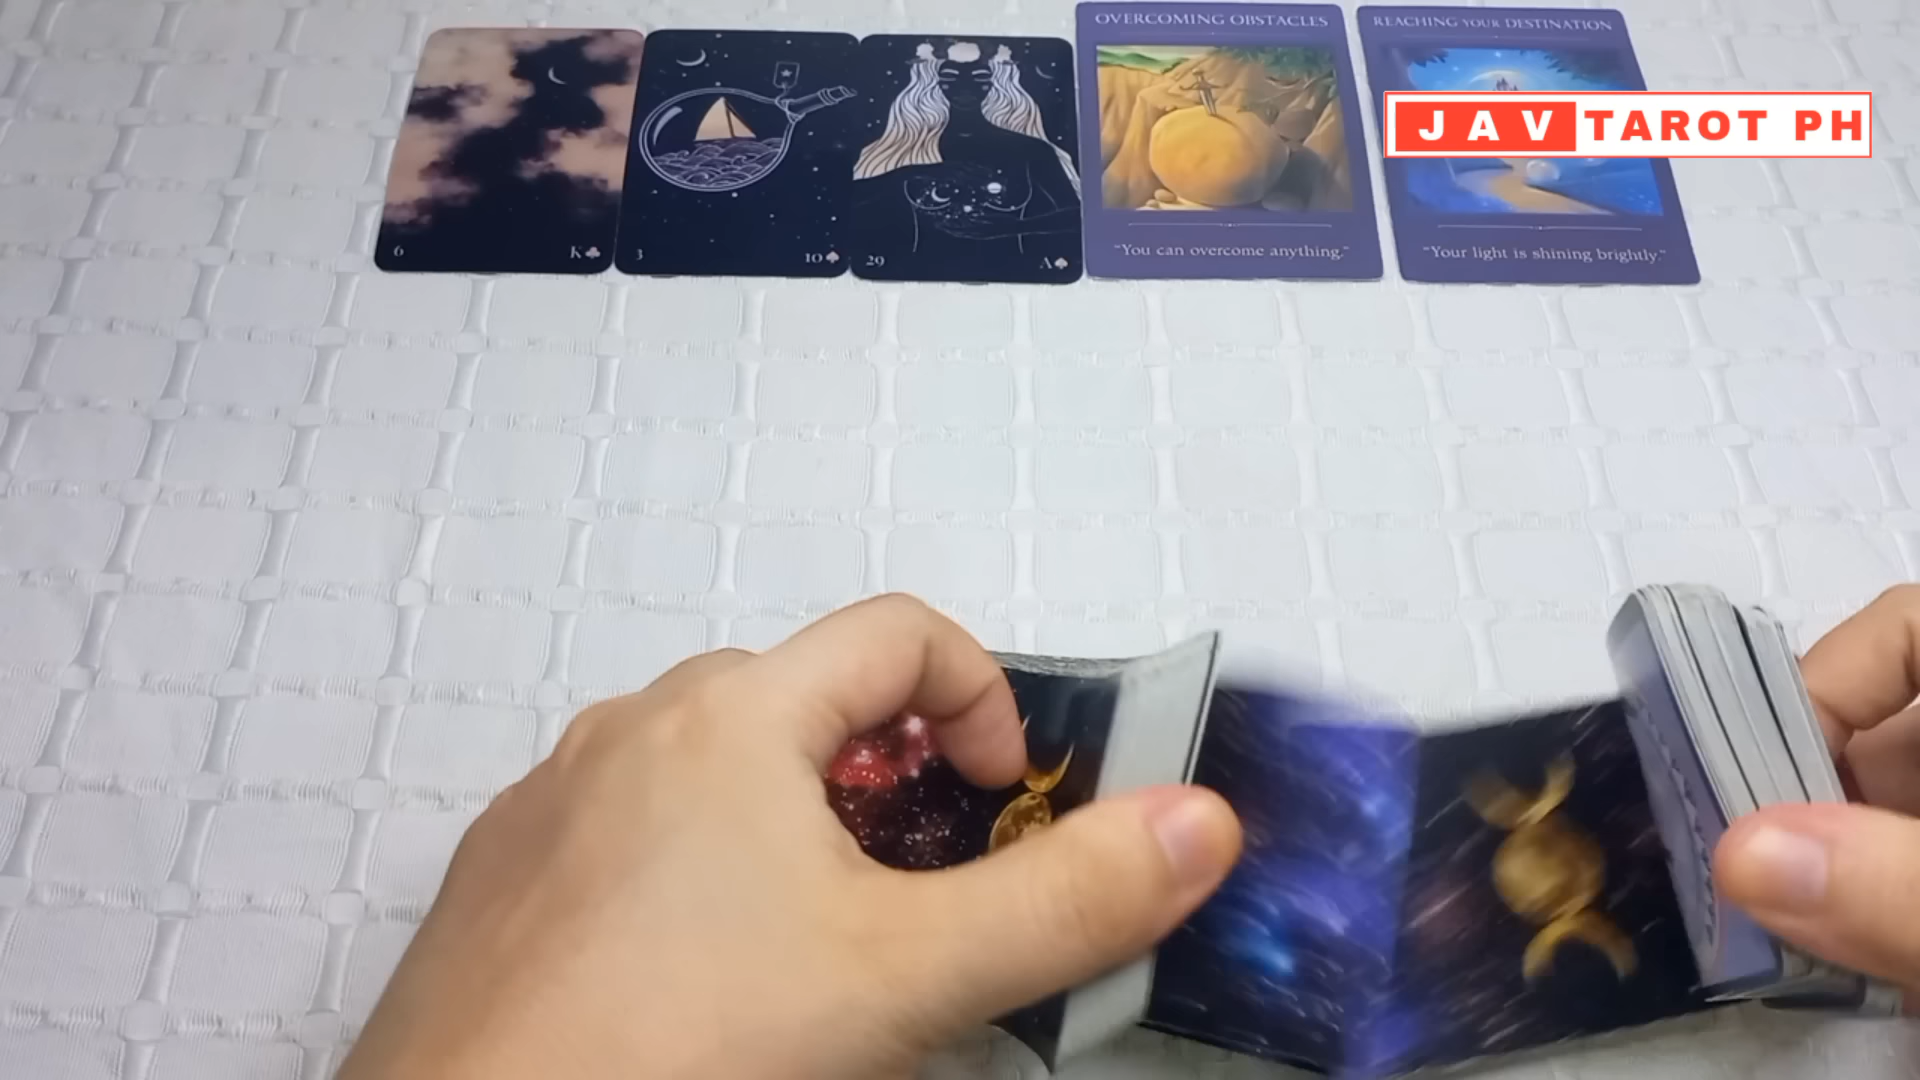 OVERCOMING OBSTACLES
REACHING YOUR DESTINATION
JAV TAROT PH
6
K♣
3
10♠
29
A♠
"You can overcome anything."
"Your light is shining brightly."